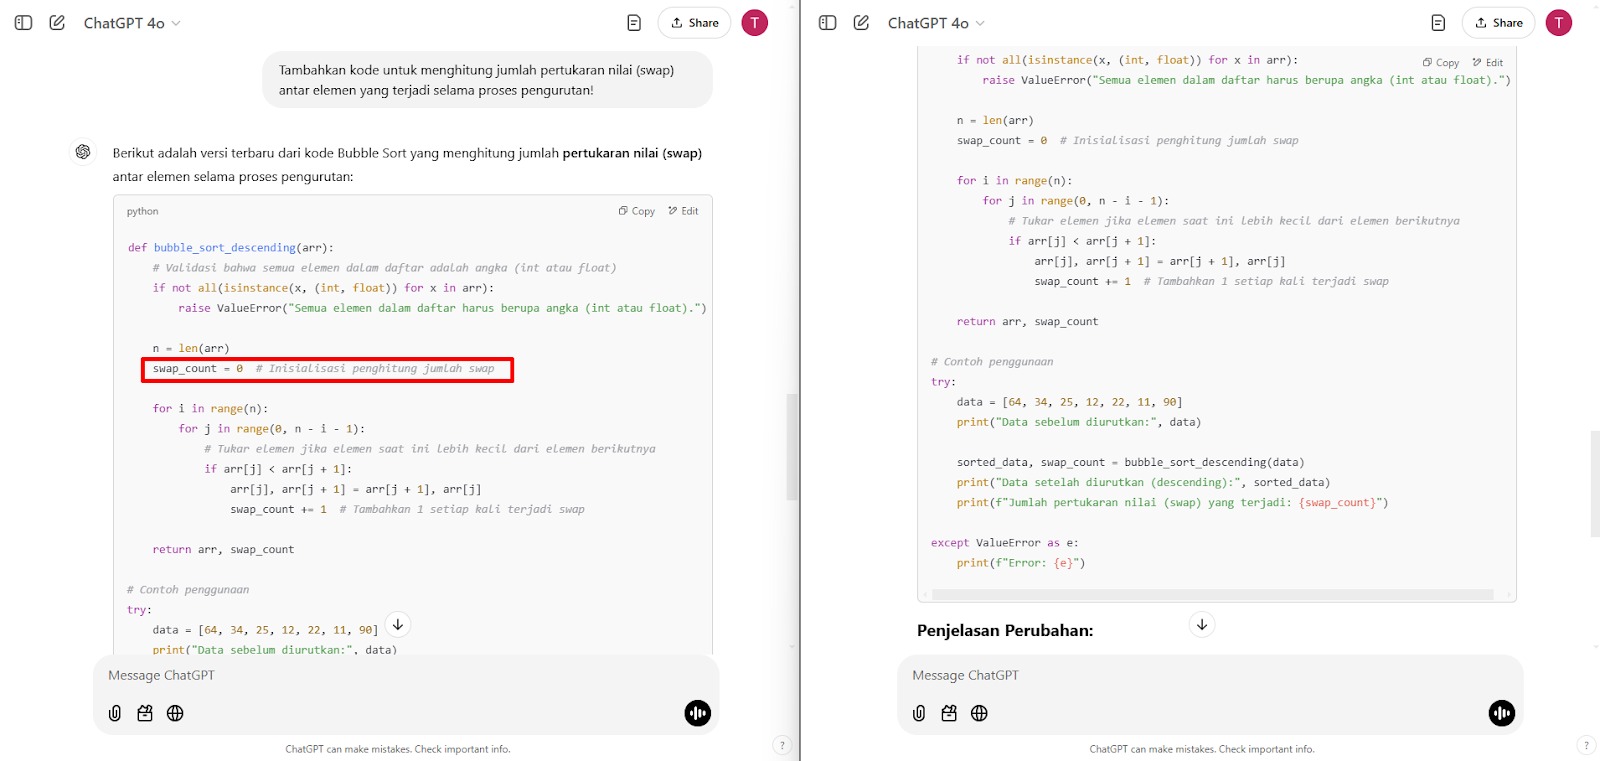 ChatGPT 4o
Share
T
Tambahkan kode untuk menghitung jumlah pertukaran nilai (swap)
antar elemen yang terjadi selama proses pengurutan!
Berikut adalah versi terbaru dari kode Bubble Sort yang menghitung jumlah pertukaran nilai (swap)
antar elemen selama proses pengurutan:
python
Copy
Edit
def bubble_sort_descending(arr):
    # Validasi bahwa semua elemen dalam daftar adalah angka (int atau float)
    if not all(isinstance(x, (int, float)) for x in arr):
        raise ValueError("Semua elemen dalam daftar harus berupa angka (int atau float).")
    n = len(arr)
    swap_count = 0  # Inisialisasi penghitung jumlah swap
    for i in range(n):
        for j in range(0, n - i - 1):
            # Tukar elemen jika elemen saat ini lebih kecil dari elemen berikutnya
            if arr[j] < arr[j + 1]:
                arr[j], arr[j + 1] = arr[j + 1], arr[j]
                swap_count += 1  # Tambahkan 1 setiap kali terjadi swap
    return arr, swap_count
# Contoh penggunaan
try:
    data = [64, 34, 25, 12, 22, 11, 90]
    print("Data sebelum diurutkan:", data)
Message ChatGPT
ChatGPT can make mistakes. Check important info.
?
ChatGPT 4o
Share
T
    if not all(isinstance(x, (int, float)) for x in arr):
Copy
Edit
        raise ValueError("Semua elemen dalam daftar harus berupa angka (int atau float).")
    n = len(arr)
    swap_count = 0  # Inisialisasi penghitung jumlah swap
    for i in range(n):
        for j in range(0, n - i - 1):
            # Tukar elemen jika elemen saat ini lebih kecil dari elemen berikutnya
            if arr[j] < arr[j + 1]:
                arr[j], arr[j + 1] = arr[j + 1], arr[j]
                swap_count += 1  # Tambahkan 1 setiap kali terjadi swap
    return arr, swap_count
# Contoh penggunaan
try:
    data = [64, 34, 25, 12, 22, 11, 90]
    print("Data sebelum diurutkan:", data)
    sorted_data, swap_count = bubble_sort_descending(data)
    print("Data setelah diurutkan (descending):", sorted_data)
    print(f"Jumlah pertukaran nilai (swap) yang terjadi: {swap_count}")
except ValueError as e:
    print(f"Error: {e}")
Penjelasan Perubahan:
Message ChatGPT
ChatGPT can make mistakes. Check important info.
?